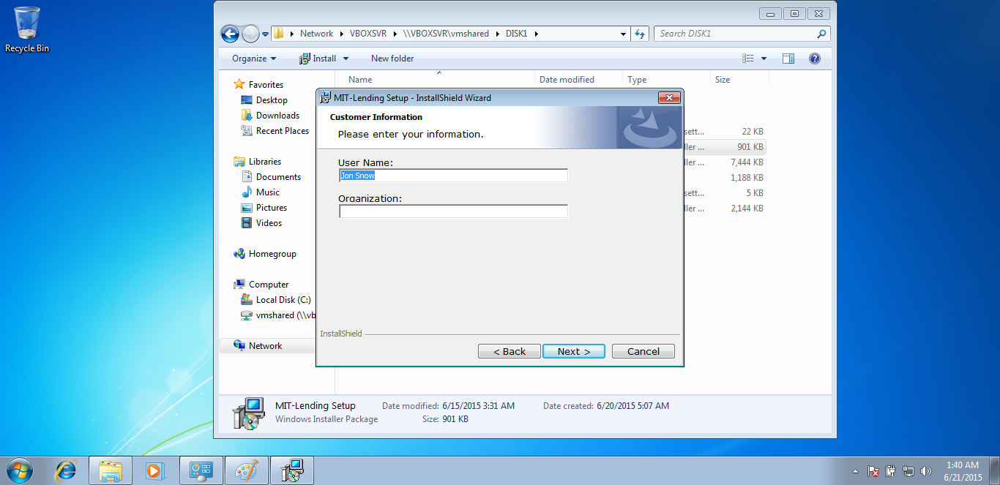 Recycle Bin
Network VBOXSVR \\VBOXSVR\vmshared DISK1
Search DISK1
Organize Install New folder
Name Date modified Type Size
Favorites
Desktop
Downloads
Recent Places
Libraries
Documents
Music
Pictures
Videos
Homegroup
Computer
Local Disk (C:)
vmshared (\\vb
Network
MIT-Lending Setup - InstallShield Wizard
Customer Information
Please enter your information.
User Name:
Jon Snow
Organization:
InstallShield
< Back Next > Cancel
sett... 22 KB
ller ... 901 KB
ller ... 7,444 KB
1,188 KB
sett... 5 KB
ller ... 2,144 KB
MIT-Lending Setup Date modified: 6/15/2015 3:31 AM Date created: 6/20/2015 5:07 AM
Windows Installer Package Size: 901 KB
1:40 AM
6/21/2015